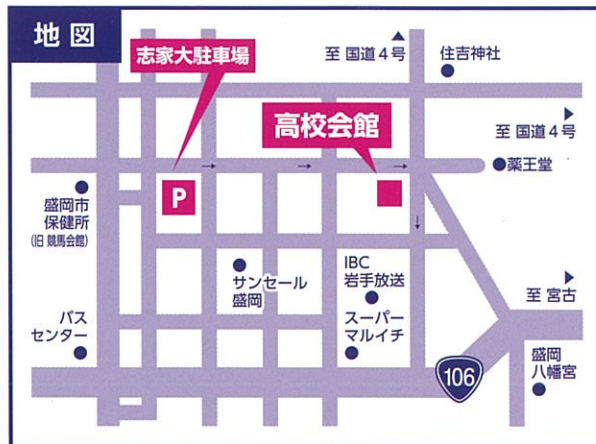 地図
志家大駐車場
至 国道4号
住吉神社
高校会館
至 国道4号
薬王堂
P
盛岡市
保健所
(旧 競馬会館)
サンセール
盛岡
IBC
岩手放送
至 宮古
バス
センター
スーパー
マルイチ
106
盛岡
八幡宮